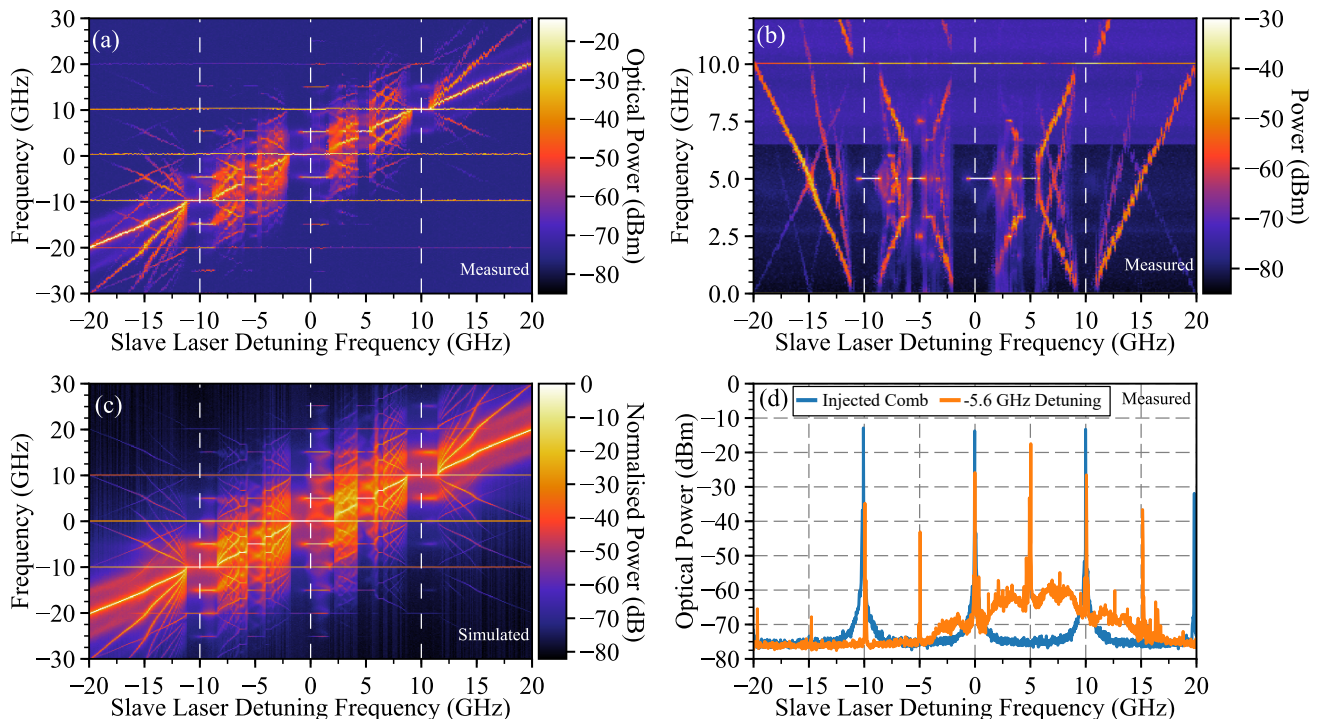 (a)
Measured
30
20
10
0
−10
−20
−30
Frequency (GHz)
−20 −15 −10 −5 0 5 10 15 20
Slave Laser Detuning Frequency (GHz)
−20
−30
−40
−50
−60
−70
−80
Optical Power (dBm)
(b)
Measured
10.0
7.5
5.0
2.5
0.0
Frequency (GHz)
−20 −15 −10 −5 0 5 10 15 20
Slave Laser Detuning Frequency (GHz)
−30
−40
−50
−60
−70
−80
Power (dBm)
(c)
Simulated
30
20
10
0
−10
−20
−30
Frequency (GHz)
−20 −15 −10 −5 0 5 10 15 20
Slave Laser Detuning Frequency (GHz)
0
−10
−20
−30
−40
−50
−60
−70
−80
Normalised Power (dB)
(d)
Injected Comb
-5.6 GHz Detuning
Measured
0
−10
−20
−30
−40
−50
−60
−70
−80
Optical Power (dBm)
−20 −15 −10 −5 0 5 10 15 20
Slave Laser Detuning Frequency (GHz)